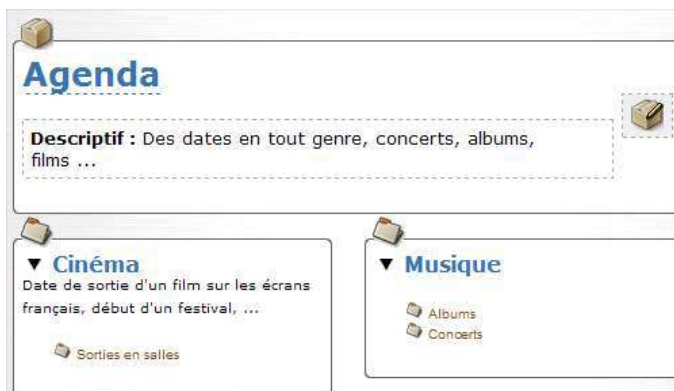 Agenda
Descriptif : Des dates en tout genre, concerts, albums,
films ...
Cinéma
Date de sortie d'un film sur les écrans
français, début d'un festival, ...
Sorties en salles
Musique
Albums
Concerts